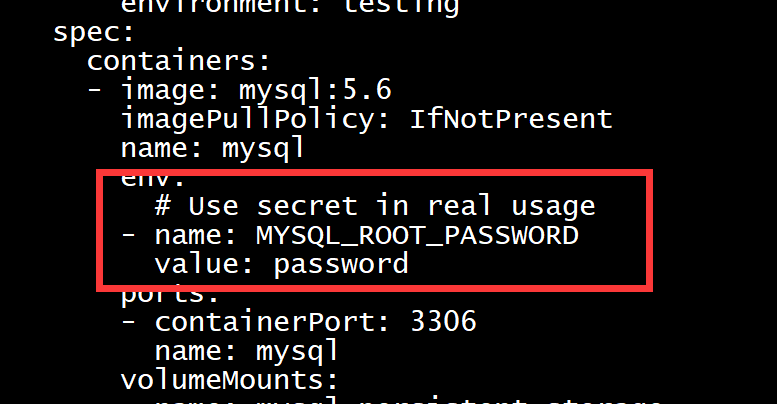 environment: testing
spec:
containers:
- image: mysql:5.6
imagePullPolicy: IfNotPresent
name: mysql
env:
# Use secret in real usage
- name: MYSQL_ROOT_PASSWORD
value: password
ports:
- containerPort: 3306
name: mysql
volumeMounts:
- name: mysql-persistent-storage